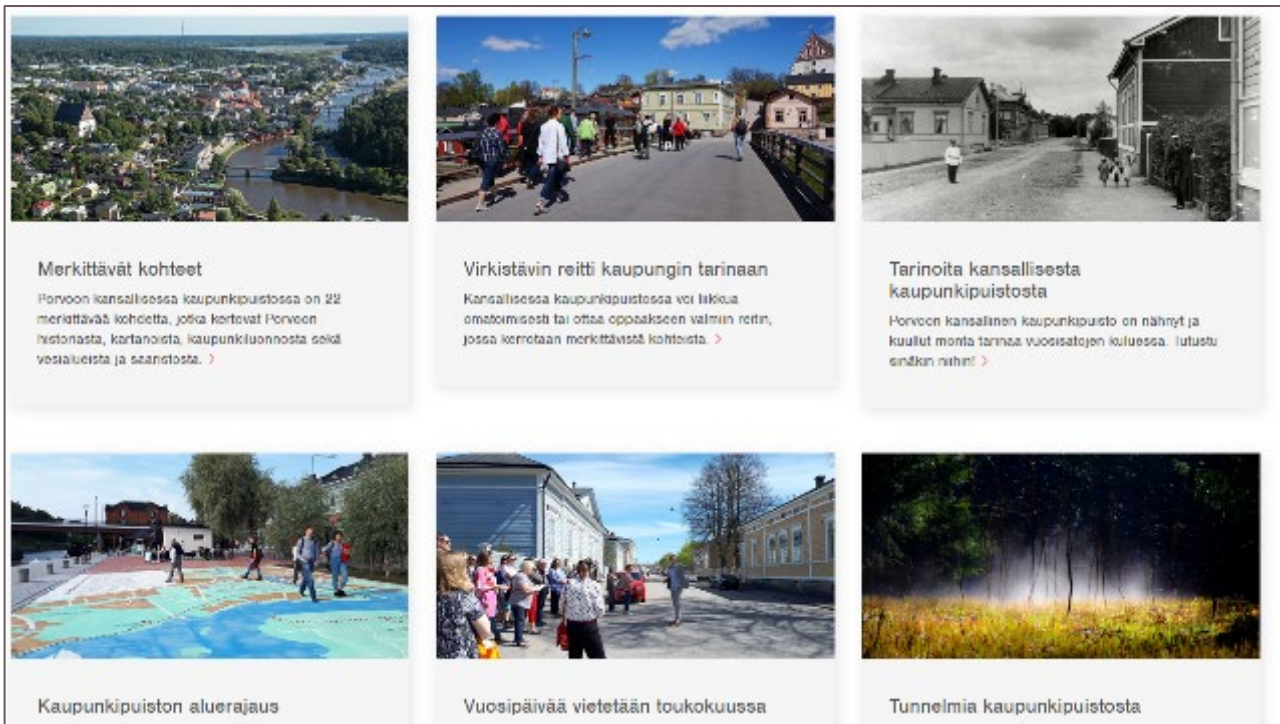 Merkittävät kohteet
Porvoon kansallisessa kaupunkipuistossa on 22
merkittävää kohdetta, jotka kertovat Porvoon
historiasta, kartanoista, kaupunkiluonnosta sekä
vesialueista ja saaristosta. >
Virkistävin reitti kaupungin tarinaan
Kansallisessa kaupunkipuistossa voi liikkua
omatoimisesti tai ottaa oppaakseen valmiin reitin,
jossa kerrotaan merkittävistä kohteista. >
Tarinoita kansallisesta
kaupunkipuistosta
Porvoon kansallinen kaupunkipuisto on nähnyt ja
kuullut monta tarinaa vuosisatojen kuluessa. Tutustu
sinäkin niihin! >
Kaupunkipuiston aluerajaus
Vuosipäivää vietetään toukokuussa
Tunnelmia kaupunkipuistosta